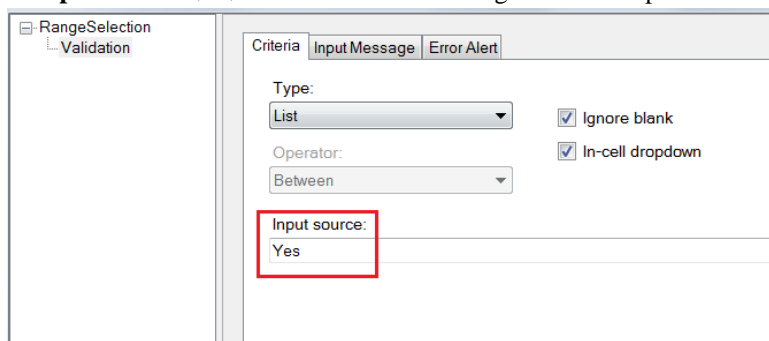 RangeSelection
Validation
Criteria Input Message Error Alert
Type:
List
Ignore blank
Operator:
In-cell dropdown
Between
Input source:
Yes